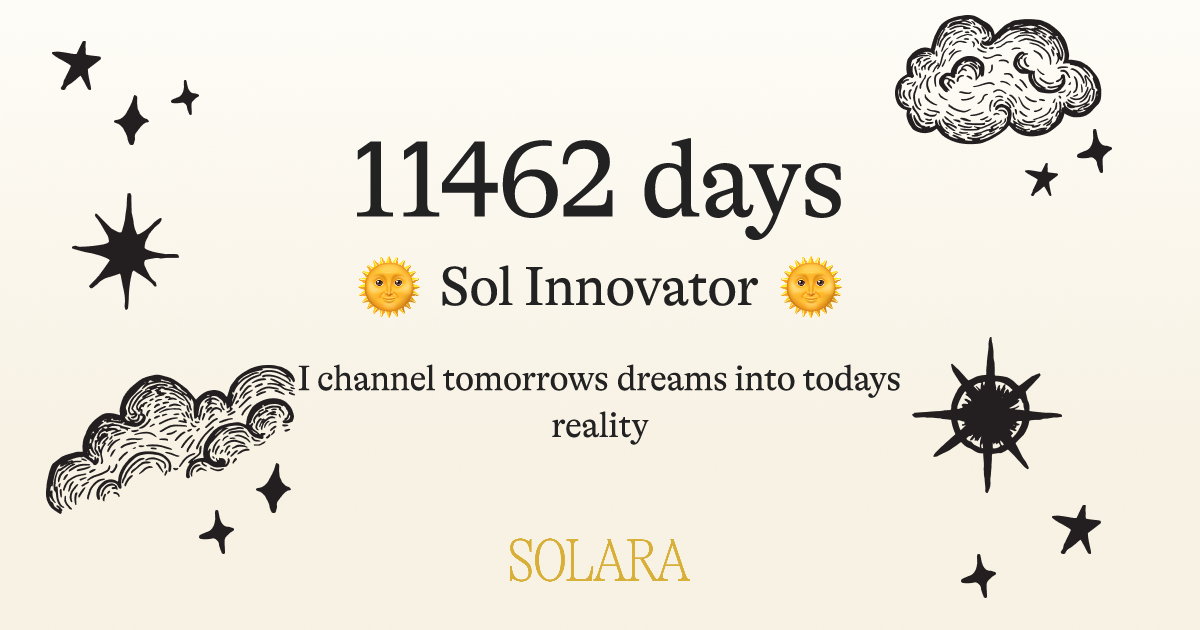 11462 days
🌞 Sol Innovator 🌞
I channel tomorrows dreams into todays
reality
SOLARA